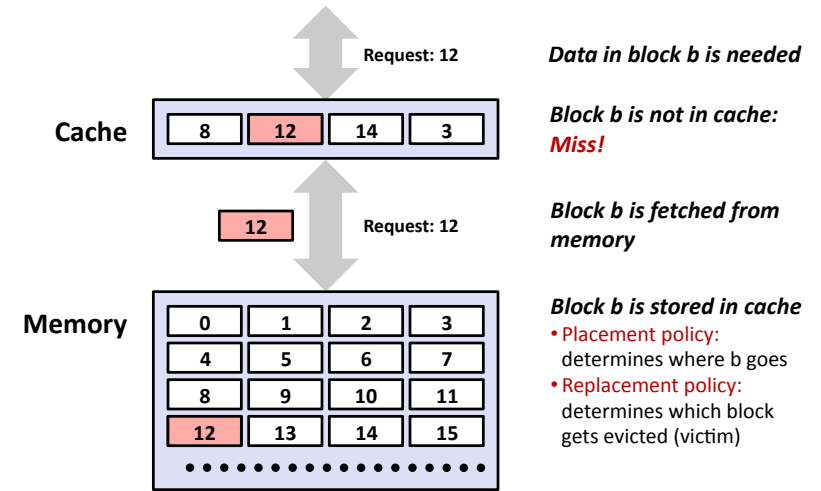 Request: 12
Data in block b is needed
Cache
8 12 14 3
Block b is not in cache:
Miss!
12
Request: 12
Block b is fetched from
memory
Memory
0 1 2 3
4 5 6 7
8 9 10 11
12 13 14 15
Block b is stored in cache
• Placement policy:
determines where b goes
• Replacement policy:
determines which block
gets evicted (victim)